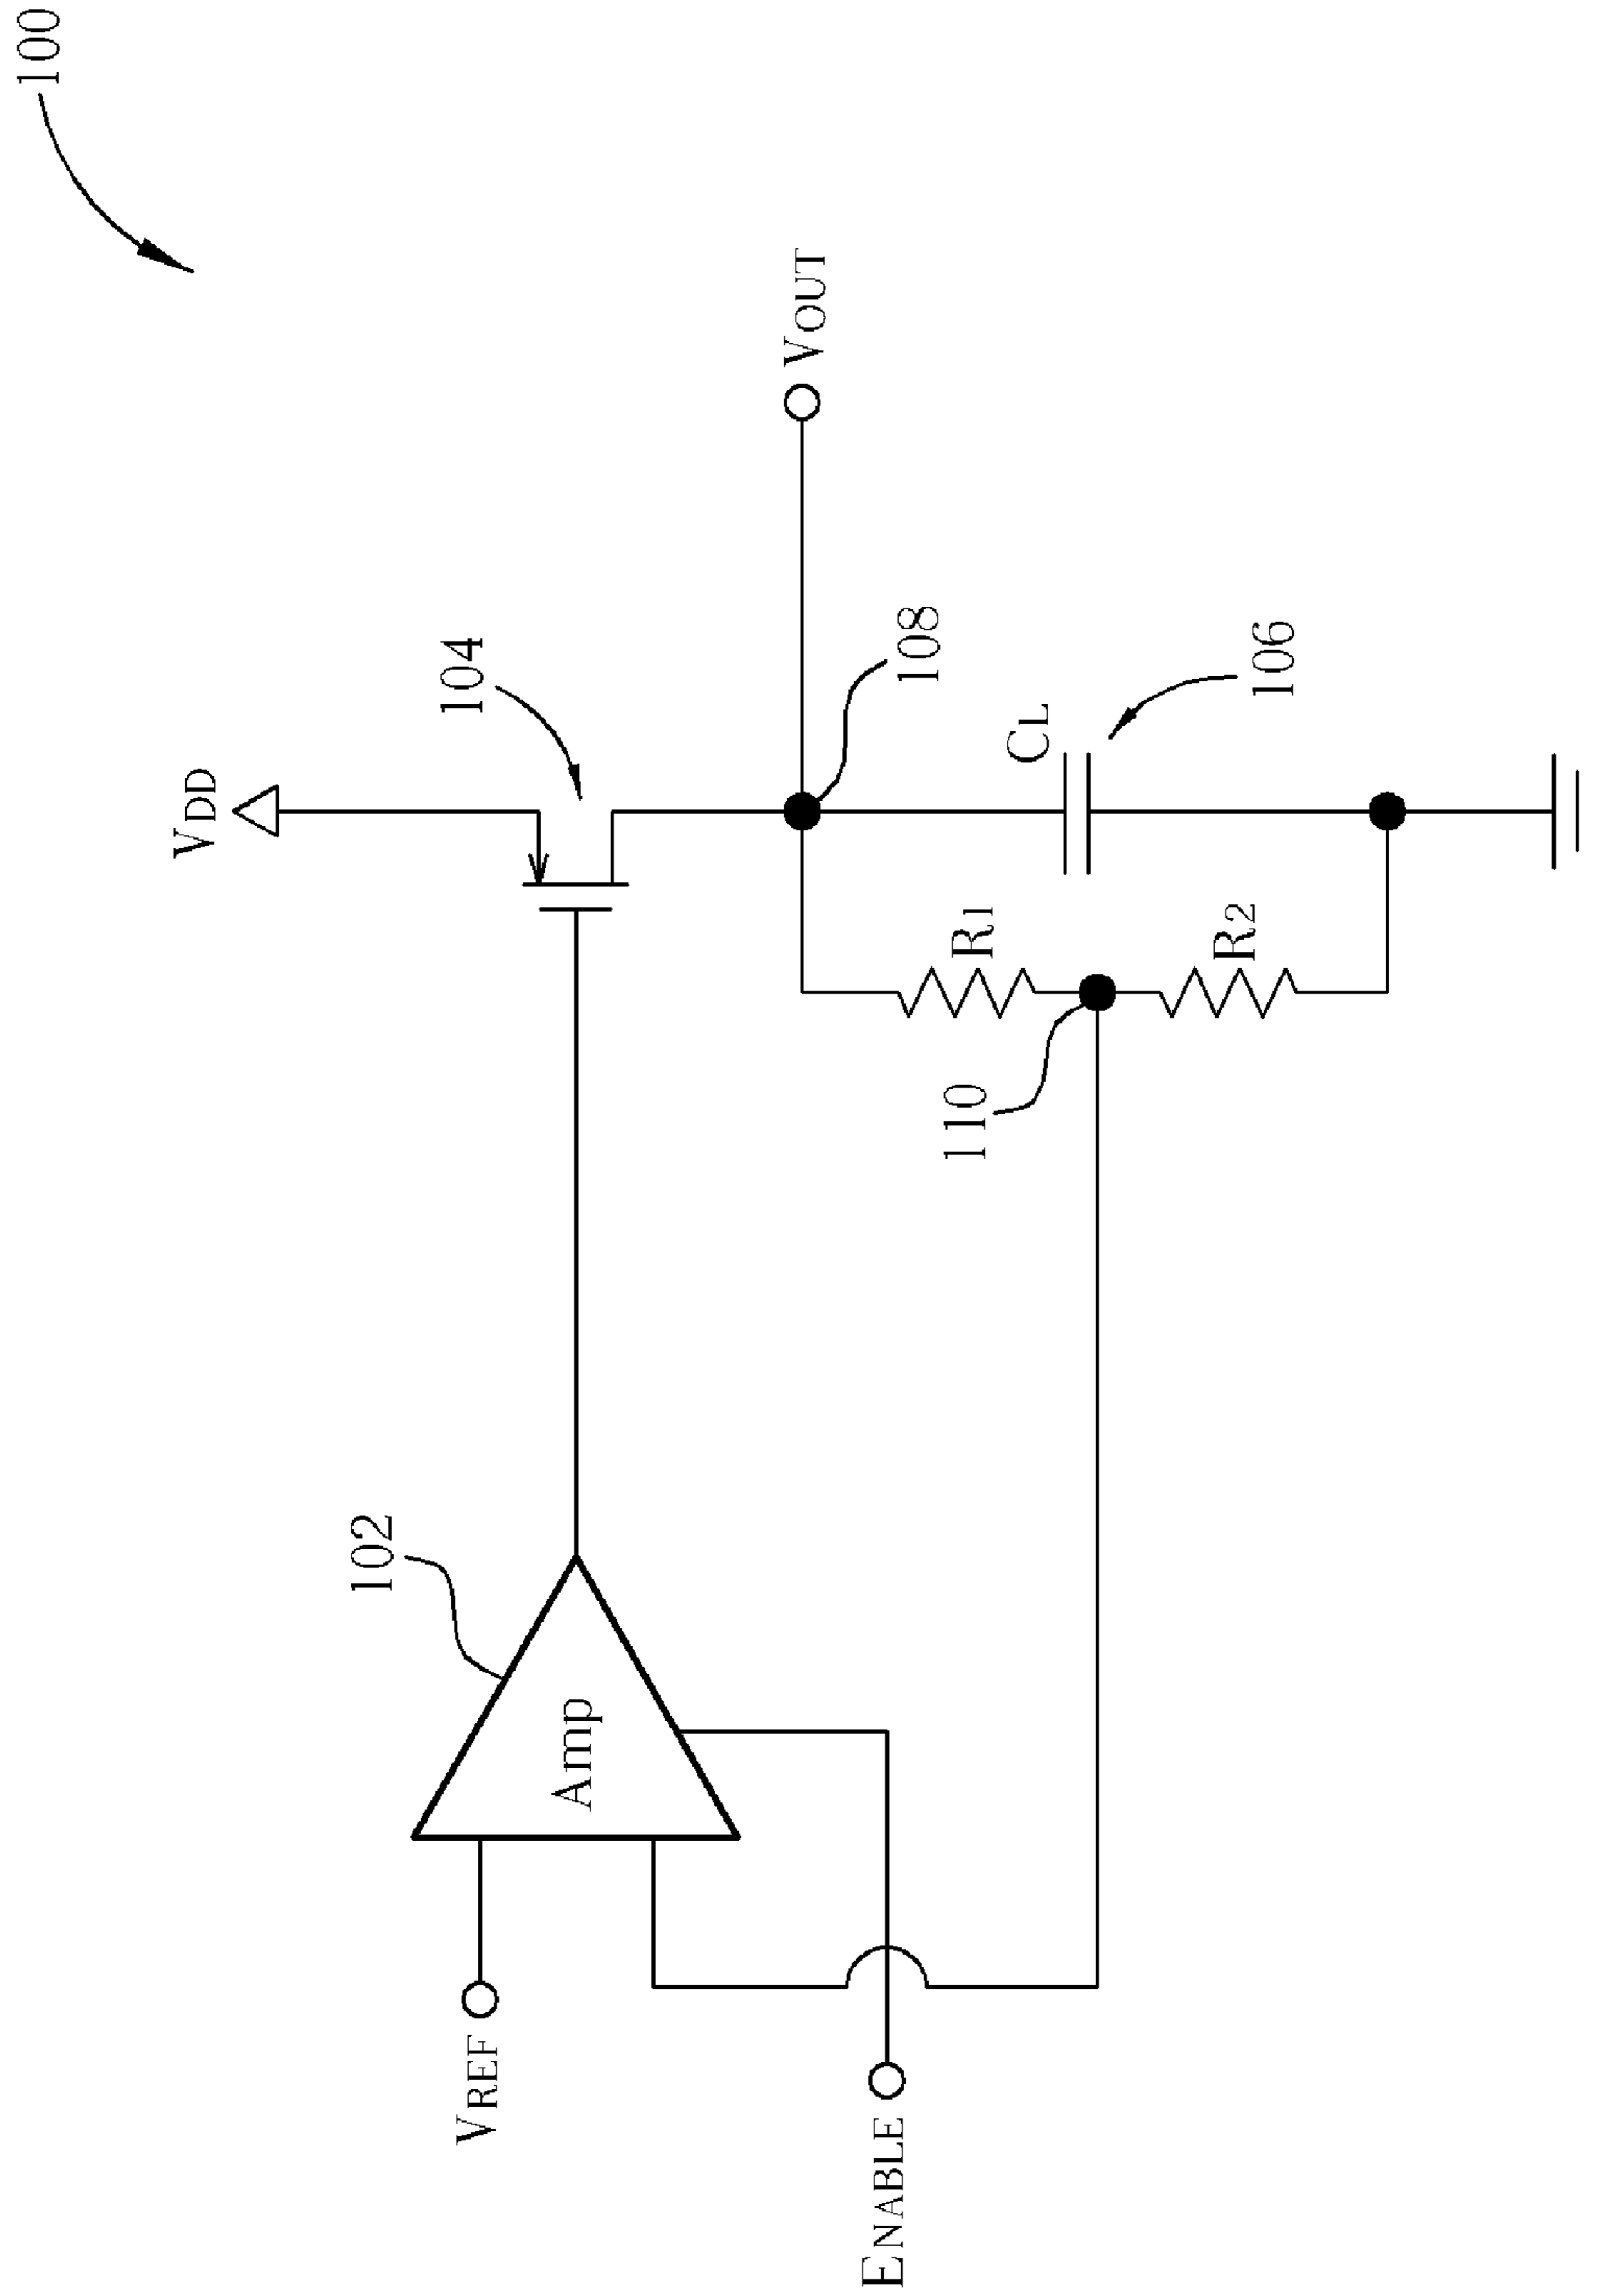 100
VDD
104
102
Amp
VREF
VOUT
108
ENABLE
CL
R1
110
106
R2